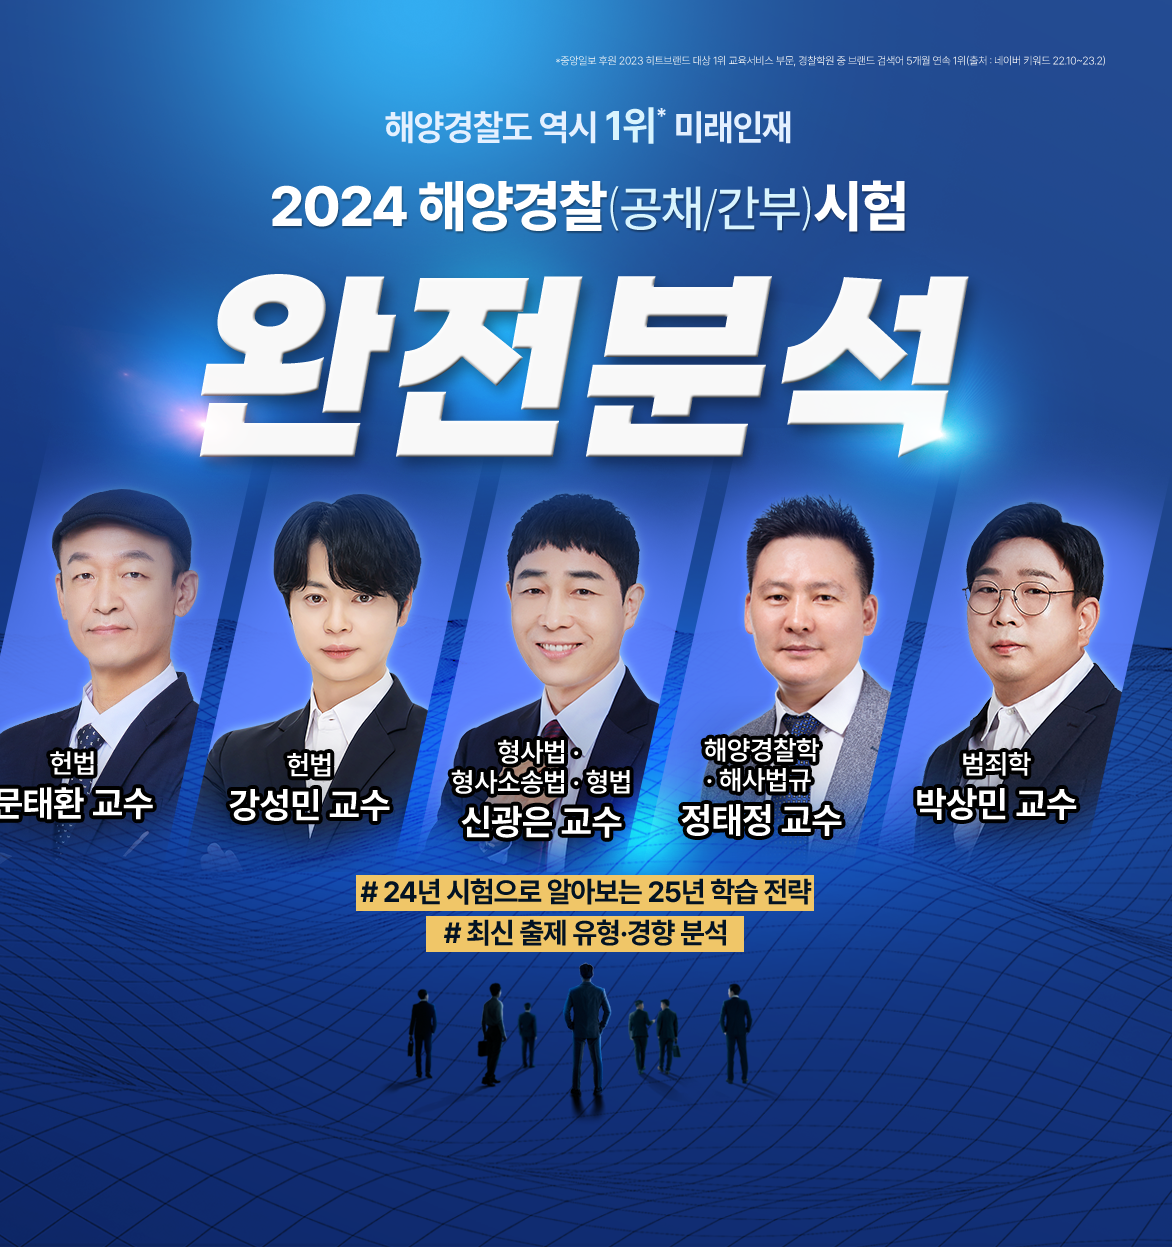 *중앙일보 후원 2023 히트브랜드 대상 1위 교육서비스 부문, 경찰학원 중 브랜드 검색어 5개월 연속 1위(출처 : 네이버 키워드 22.10~23.2)
해양경찰도 역시 1위* 미래인재
2024 해양경찰(공채/간부)시험
완전분석
헌법
문태환 교수
헌법
강성민 교수
형사법 ·
형사소송법 · 형법
신광은 교수
해양경찰학
· 해사법규
정태정 교수
범죄학
박상민 교수
# 24년 시험으로 알아보는 25년 학습 전략
# 최신 출제 유형·경향 분석